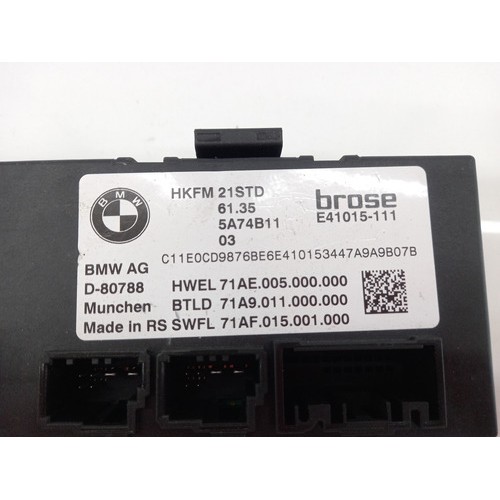 BMW
HKFM 21STD
brose
61.35
E41015-111
5A74B11
03
C11E0CD9876BE6E410153447A9A9B07B
BMW AG
HWEL 71AE.005.000.000
D-80788
BTLD 71A9.011.000.000
Munchen
Made in RS SWFL 71AF.015.001.000